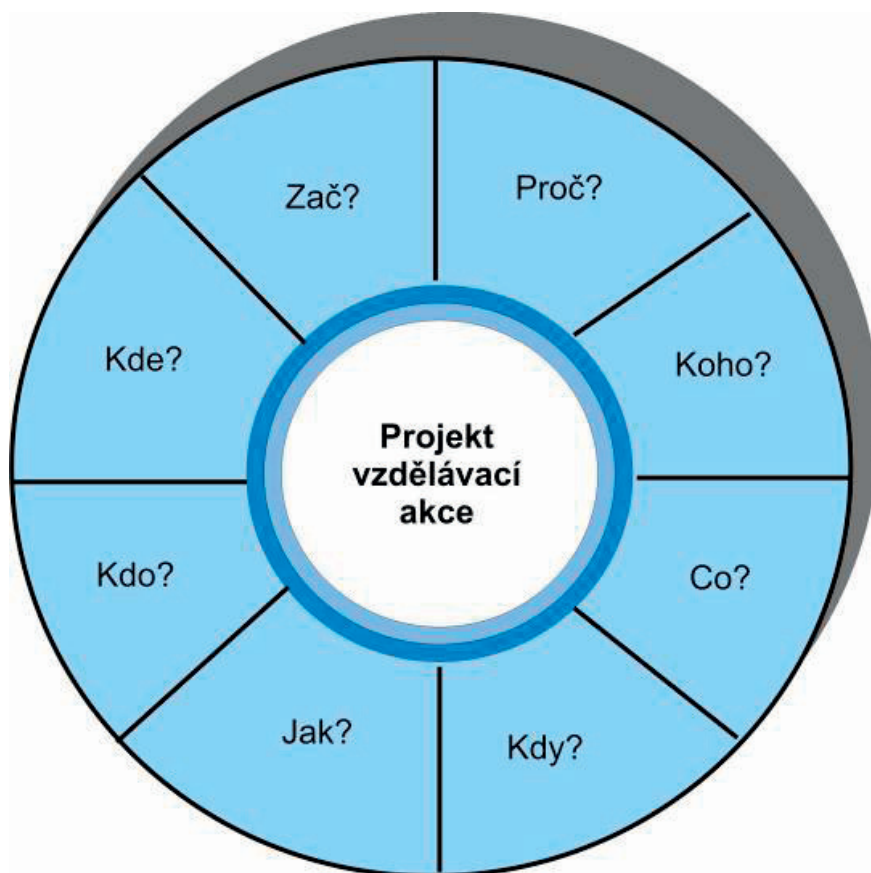 Zač?
Proč?
Kde?
Koho?
Projekt
vzdělávací
akce
Kdo?
Co?
Jak?
Kdy?